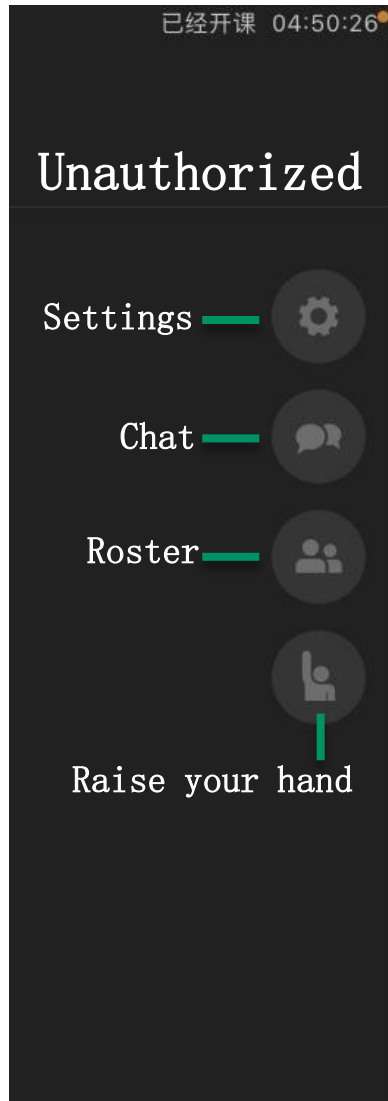 已经开课 04:50:26
Unauthorized
Settings
Chat
Roster
Raise your hand